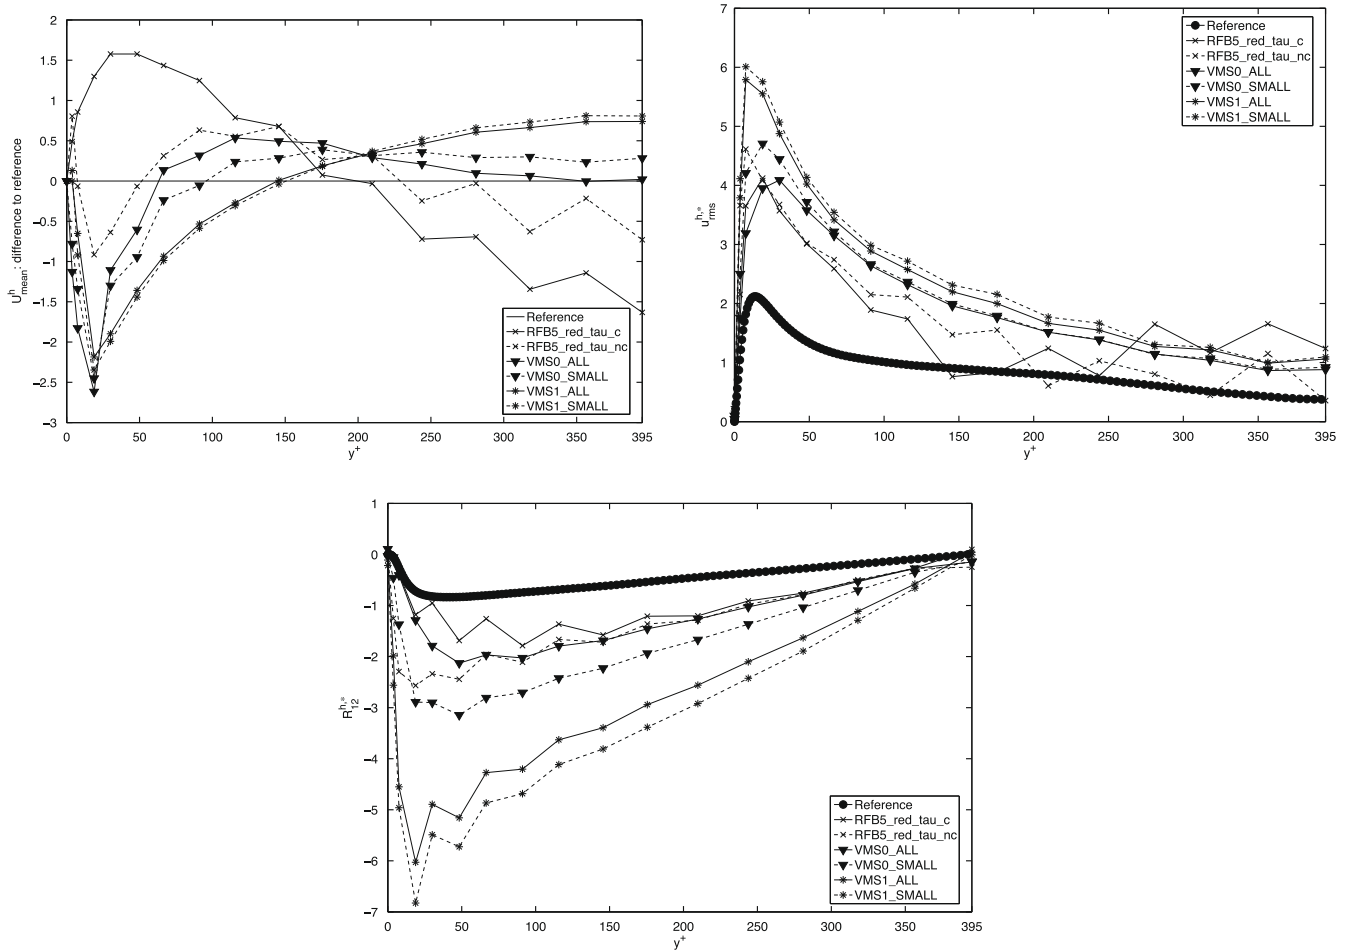 2
1.5
1
0.5
0
−0.5
−1
−1.5
−2
−2.5
−3
U^h_mean: difference to reference
0 50 100 150 200 250 300 350 395
y+
Reference
RFB5_red_tau_c
RFB5_red_tau_nc
VMS0_ALL
VMS0_SMALL
VMS1_ALL
VMS1_SMALL
7
6
5
4
3
2
1
0
u^h,*_rms
0 50 100 150 200 250 300 350 395
y+
Reference
RFB5_red_tau_c
RFB5_red_tau_nc
VMS0_ALL
VMS0_SMALL
VMS1_ALL
VMS1_SMALL
1
0
−1
−2
−3
−4
−5
−6
−7
R^h,*_12
0 50 100 150 200 250 300 350 395
y+
Reference
RFB5_red_tau_c
RFB5_red_tau_nc
VMS0_ALL
VMS0_SMALL
VMS1_ALL
VMS1_SMALL